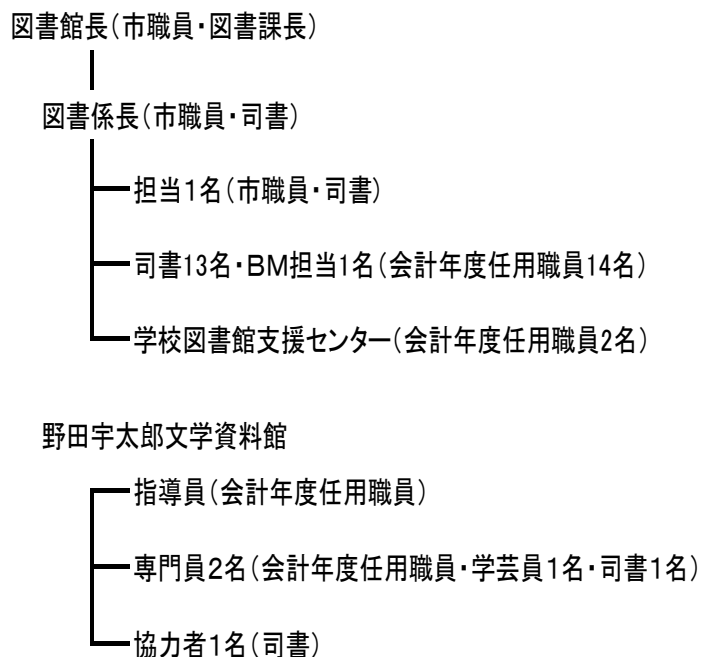 図書館長（市職員・図書課長）
図書係長（市職員・司書）
担当1名（市職員・司書）
司書13名・BM担当1名（会計年度任用職員14名）
学校図書館支援センター（会計年度任用職員2名）
野田宇太郎文学資料館
指導員（会計年度任用職員）
専門員2名（会計年度任用職員・学芸員1名・司書1名）
協力者1名（司書）